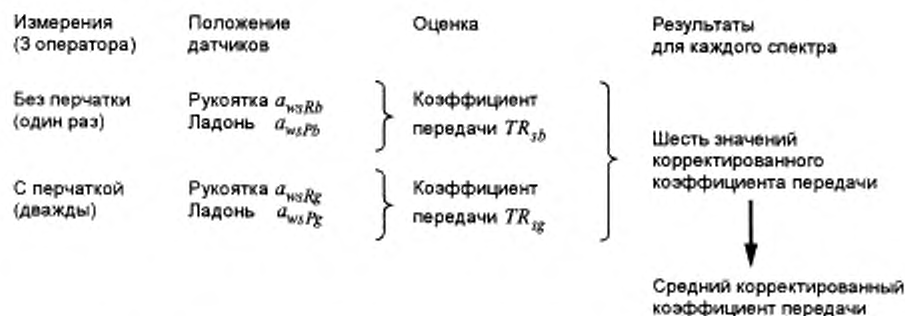 Измерения
(3 оператора)
Положение
датчиков
Оценка
Результаты
для каждого спектра
Без перчатки
(один раз)
Рукоятка a_wsRb
Ладонь a_wsPb
Коэффициент
передачи TR_sb
С перчаткой
(дважды)
Рукоятка a_wsRg
Ладонь a_wsPg
Коэффициент
передачи TR_sg
Шесть значений
корректированного
коэффициента передачи
Средний корректированный
коэффициент передачи